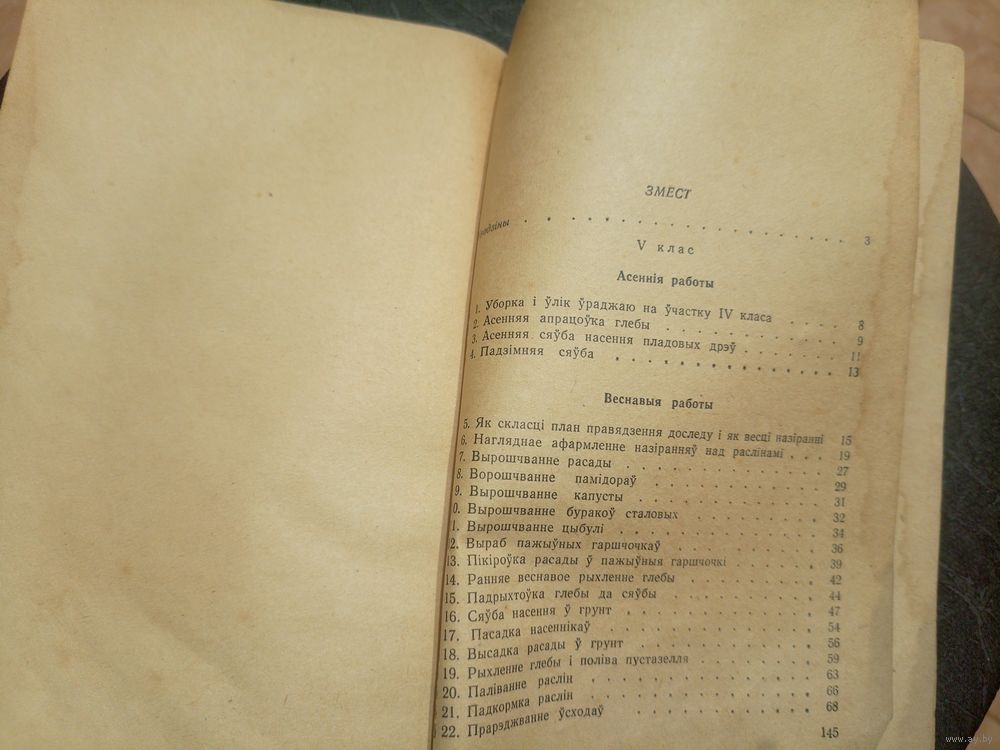 ЗМЕСТ
. . . . . . . . . . . . . . . . 3
V клас
Асеннія работы
1. Уборка і ўлік ўраджаю на ўчастку IV класа . . . . 8
2. Асенняя апрацоўка глебы . . . . . . . . . 9
3. Асенняя сяўба насення пладовых дрэў . . . . . . 11
4. Падзімняя сяўба . . . . . . . . . . . . 13
Веснавыя работы
5. Як скласці план правядзення доследу і як весці назіранні 15
6. Нагляднае афармленне назіранняў над раслінамі . . . 19
7. Вырошчванне расады . . . . . . . . . . . 27
8. Ворошчванне памідораў . . . . . . . . . . 29
9. Вырошчванне капусты . . . . . . . . . . 31
0. Вырошчванне буракоў сталовых . . . . . . . . 32
1. Вырошчванне цыбулі . . . . . . . . . . . 34
2. Выраб пажыўных гаршчочкаў . . . . . . . . 36
13. Пікіроўка расады ў пажыўныя гаршчочкі . . . . . 39
14. Ранняе веснавое рыхленне глебы . . . . . . . 42
15. Падрыхтоўка глебы да сяўбы . . . . . . . . 44
16. Сяўба насення ў грунт . . . . . . . . . . 47
17. Пасадка насеннікаў . . . . . . . . . . . 54
18. Высадка расады ў грунт . . . . . . . . . . 56
19. Рыхленне глебы і поліва пустазелля . . . . . . 59
20. Паліванне раслін . . . . . . . . . . . . 63
21. Падкормка раслін . . . . . . . . . . . . 66
22. Прарэджванне ўсходаў . . . . . . . . . . 68
145
www.ay.by